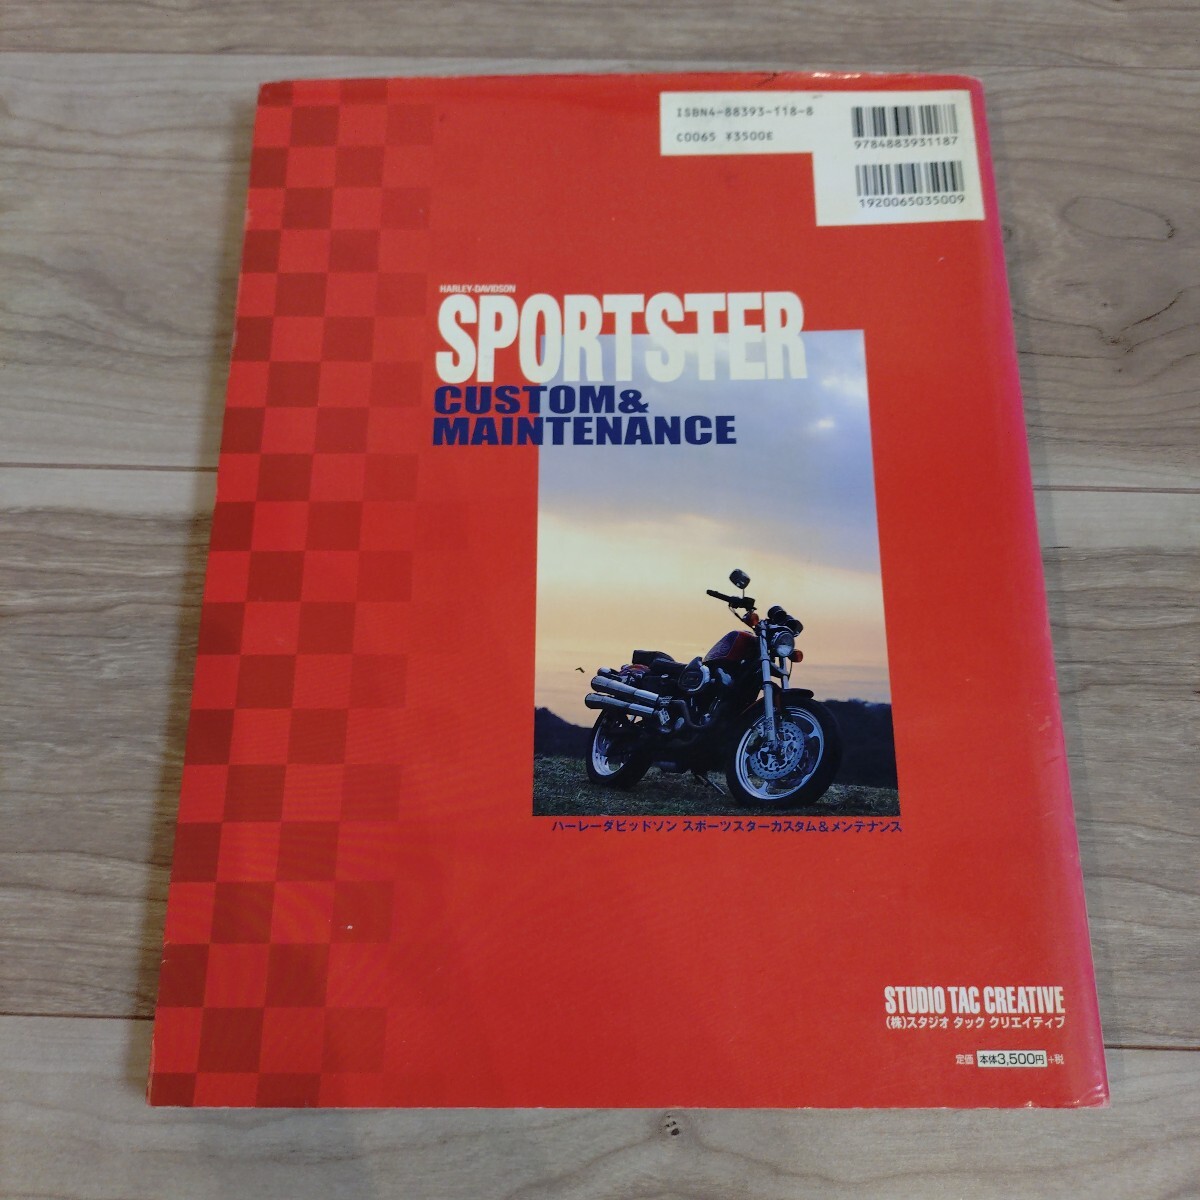 ISBN4-88393-118-8
C0065 ¥3500E
9784883931187
1920065035009
HARLEY-DAVIDSON
SPORTSTER
CUSTOM&
MAINTENANCE
ハーレーダビッドソン スポーツスターカスタム&メンテナンス
STUDIO TAC CREATIVE
(株)スタジオ タック クリエイティブ
定価 本体3,500円 +税